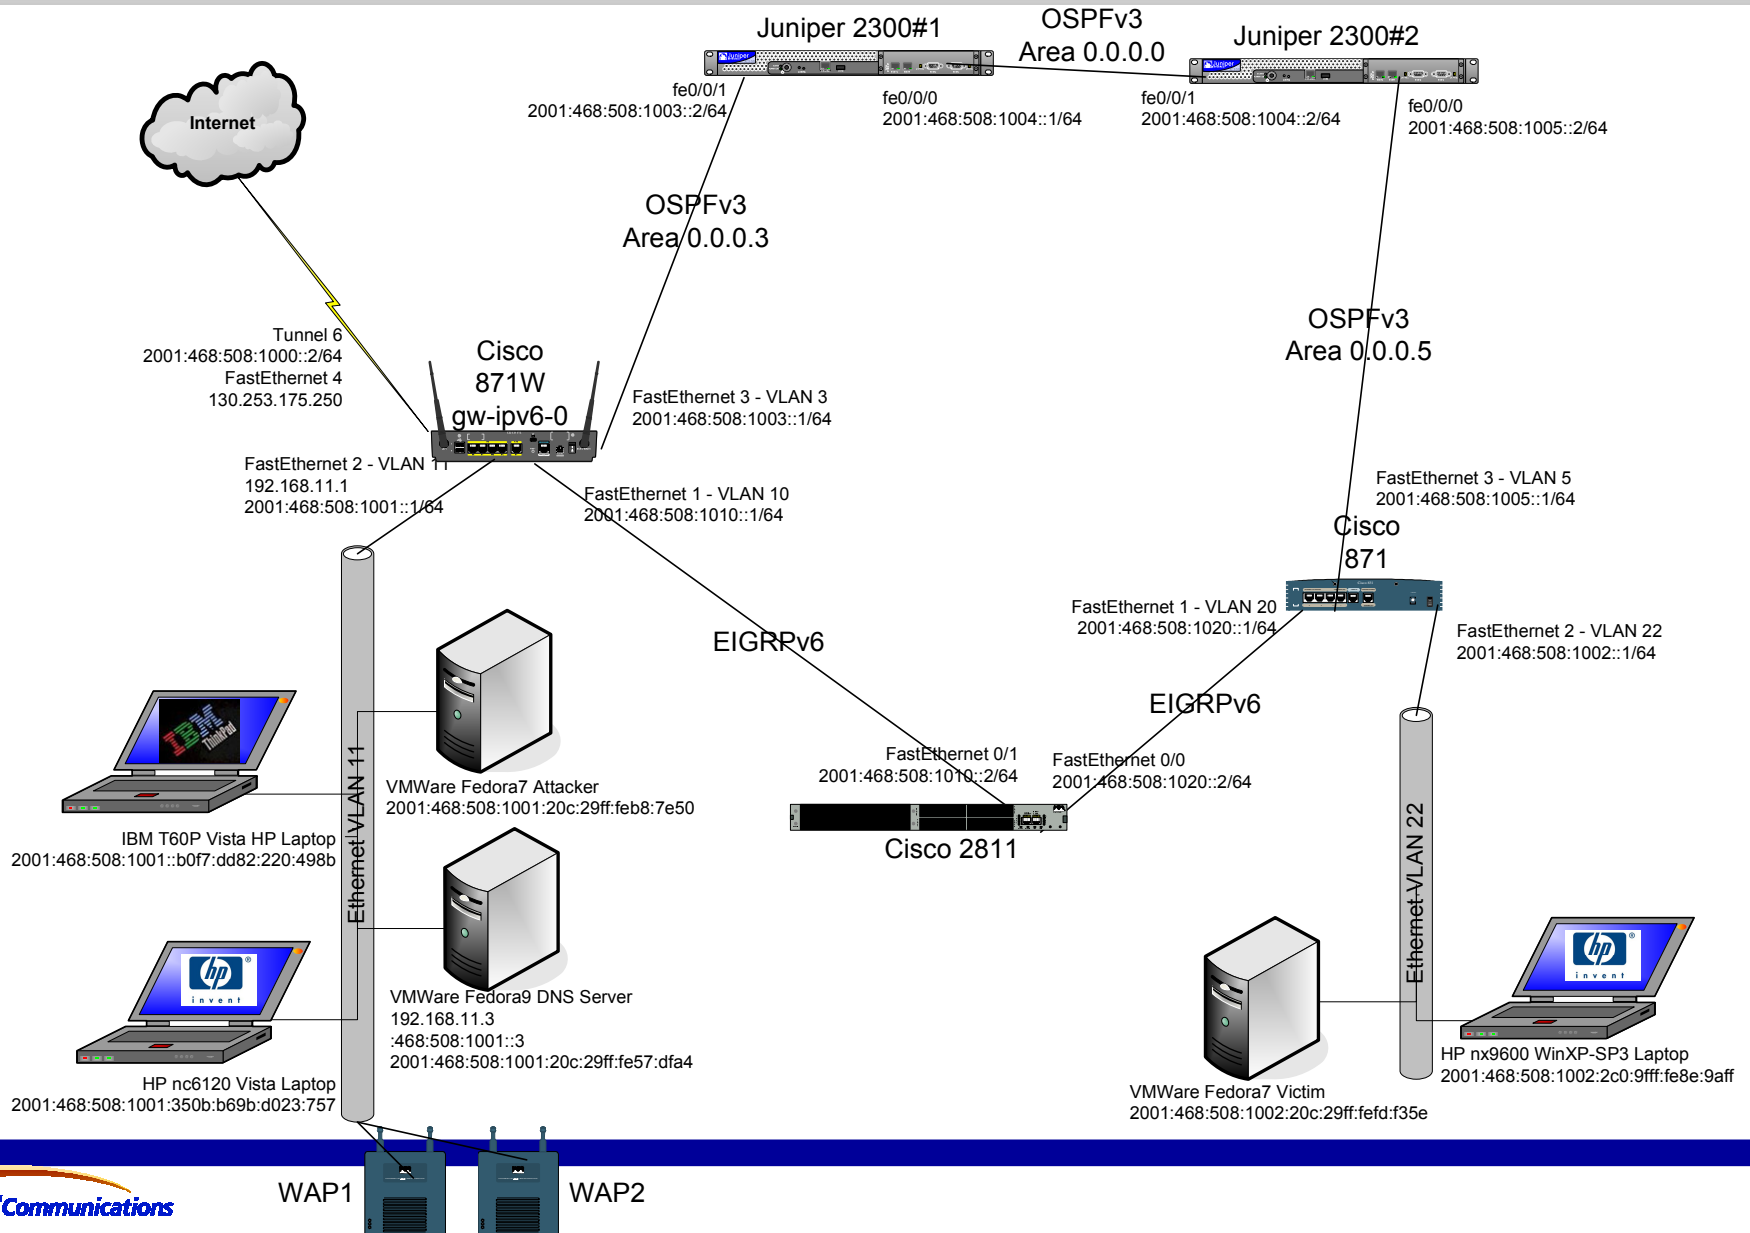 Juniper 2300#1
OSPFv3
Area 0.0.0.0
Juniper 2300#2
Juniper
Juniper
fe0/0/1
2001:468:508:1003::2/64
fe0/0/0
2001:468:508:1004::1/64
fe0/0/1
2001:468:508:1004::2/64
fe0/0/0
2001:468:508:1005::2/64
Internet
OSPFv3
Area 0.0.0.3
OSPFv3
Area 0.0.0.5
Tunnel 6
2001:468:508:1000::2/64
FastEthernet 4
130.253.175.250
Cisco
871W
gw-ipv6-0
FastEthernet 3 - VLAN 3
2001:468:508:1003::1/64
FastEthernet 2 - VLAN 11
192.168.11.1
2001:468:508:1001::1/64
FastEthernet 1 - VLAN 10
2001:468:508:1010::1/64
FastEthernet 3 - VLAN 5
2001:468:508:1005::1/64
Cisco
871
FastEthernet 1 - VLAN 20
2001:468:508:1020::1/64
FastEthernet 2 - VLAN 22
2001:468:508:1002::1/64
EIGRPv6
EIGRPv6
FastEthernet 0/1
2001:468:508:1010::2/64
FastEthernet 0/0
2001:468:508:1020::2/64
Cisco 2811
IBM
ThinkPad
Ethernet VLAN 11
VMWare Fedora7 Attacker
2001:468:508:1001:20c:29ff:feb8:7e50
IBM T60P Vista HP Laptop
2001:468:508:1001::b0f7:dd82:220:498b
hp
®
invent
VMWare Fedora9 DNS Server
192.168.11.3
:468:508:1001::3
2001:468:508:1001:20c:29ff:fe57:dfa4
HP nc6120 Vista Laptop
2001:468:508:1001:350b:b69b:d023:757
Ethernet VLAN 22
hp
®
invent
HP nx9600 WinXP-SP3 Laptop
2001:468:508:1002:2c0:9fff:fe8e:9aff
VMWare Fedora7 Victim
2001:468:508:1002:20c:29ff:fefd:f35e
WAP1
WAP2
Communications